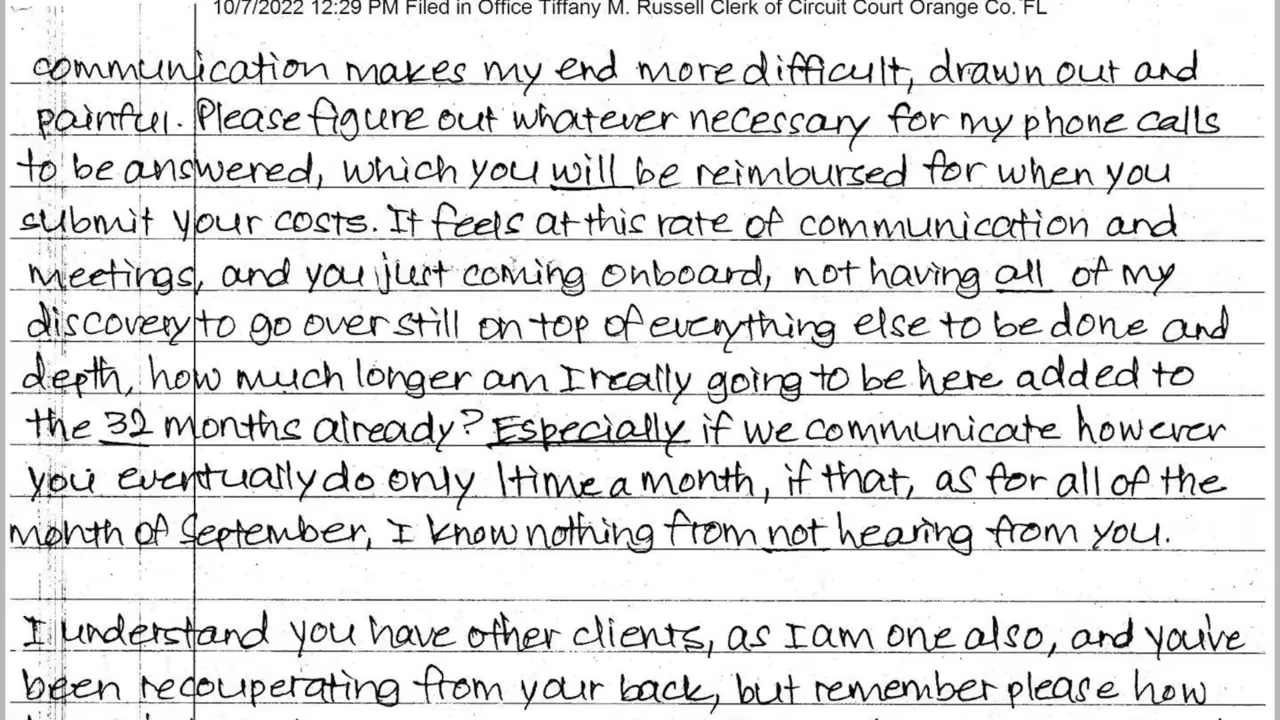 10/7/2022 12:29 PM Filed in Office Tiffany M. Russell Clerk of Circuit Court Orange Co. FL
communication makes my end more difficult, drawn out and
painful. Please figure out whatever necessary for my phone calls
to be answered, which you will be reimbursed for when you
submit your costs. It feels at this rate of communication and
meetings, and you just coming onboard, not having all of my
discovery to go over still on top of everything else to be done and
depth, how much longer am I really going to be here added to
the 32 months already? Especially if we communicate however
you eventually do only 1 time a month, if that, as for all of the
month of September, I know nothing from not hearing from you.
I understand you have other clients, as I am one also, and you've
been recouperating from your back, but remember please how